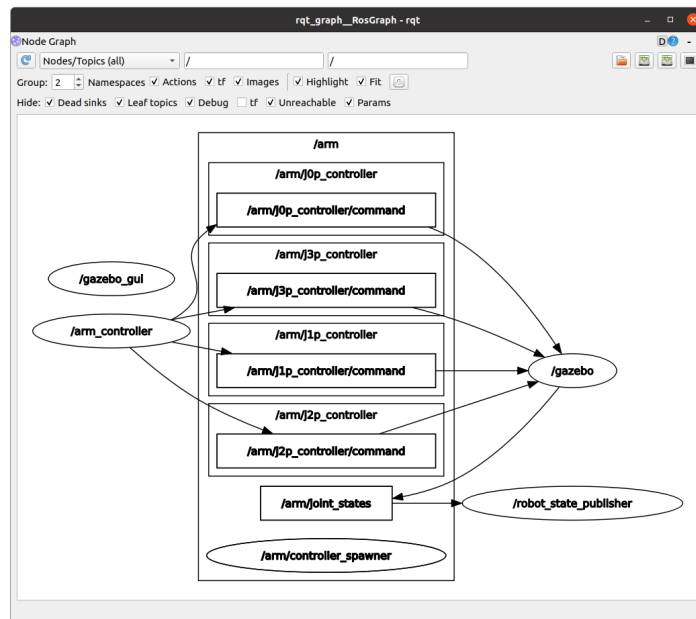 rqt_graph__RosGraph - rqt
Node Graph
D? -
Nodes/Topics (all) / /
Group: 2 Namespaces Actions tf Images Highlight Fit
Hide: Dead sinks Leaf topics Debug tf Unreachable Params
/arm
/arm/j0p_controller
/arm/j0p_controller/command
/arm/j3p_controller
/gazebo_gui
/arm/j3p_controller/command
/arm_controller
/arm/j1p_controller
/arm/j1p_controller/command
/gazebo
/arm/j2p_controller
/arm/j2p_controller/command
/arm/joint_states
/robot_state_publisher
/arm/controller_spawner